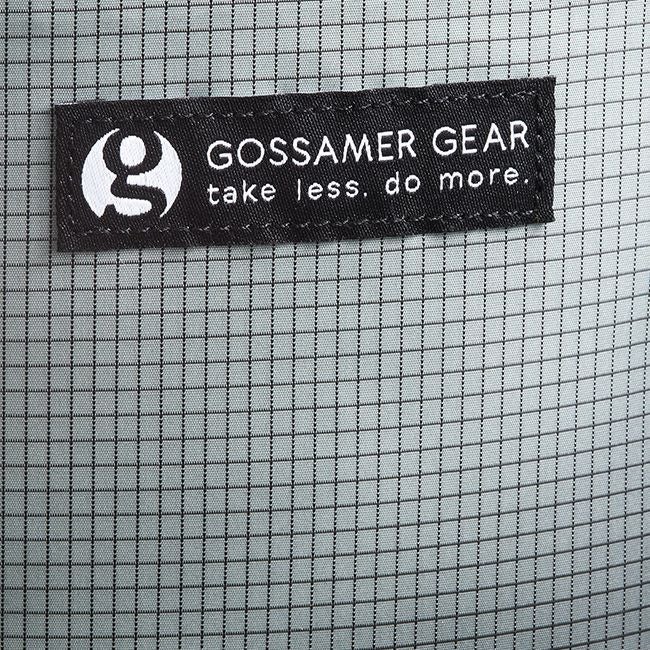 g
GOSSAMER GEAR
take less. do more.